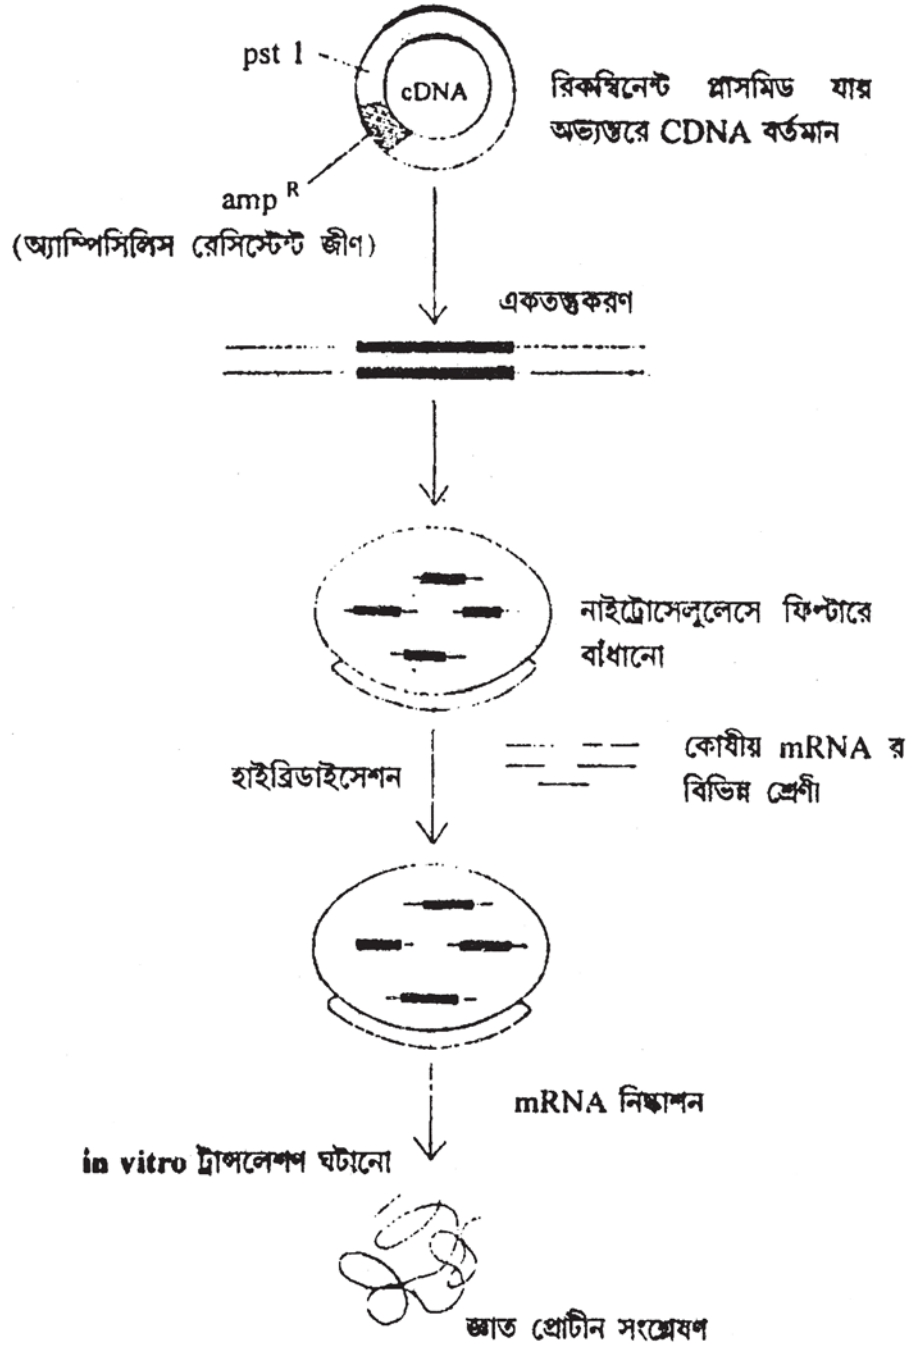 pst 1
cDNA
রিকম্বিনেন্ট প্লাসমিড যার
অভ্যন্তরে CDNA বর্তমান
amp R
(অ্যাম্পিসিলিস রেসিস্টেন্ট জীণ)
একতন্তুকরণ
নাইট্রোসেলুলেসে ফিল্টারে
বাঁধানো
হাইব্রিডাইসেশন
কোষীয় mRNA র
বিভিন্ন শ্রেণী
mRNA নিষ্কাশন
in vitro ট্রান্সলেশণ ঘটানো
জ্ঞাত প্রোটীন সংশ্লেষণ